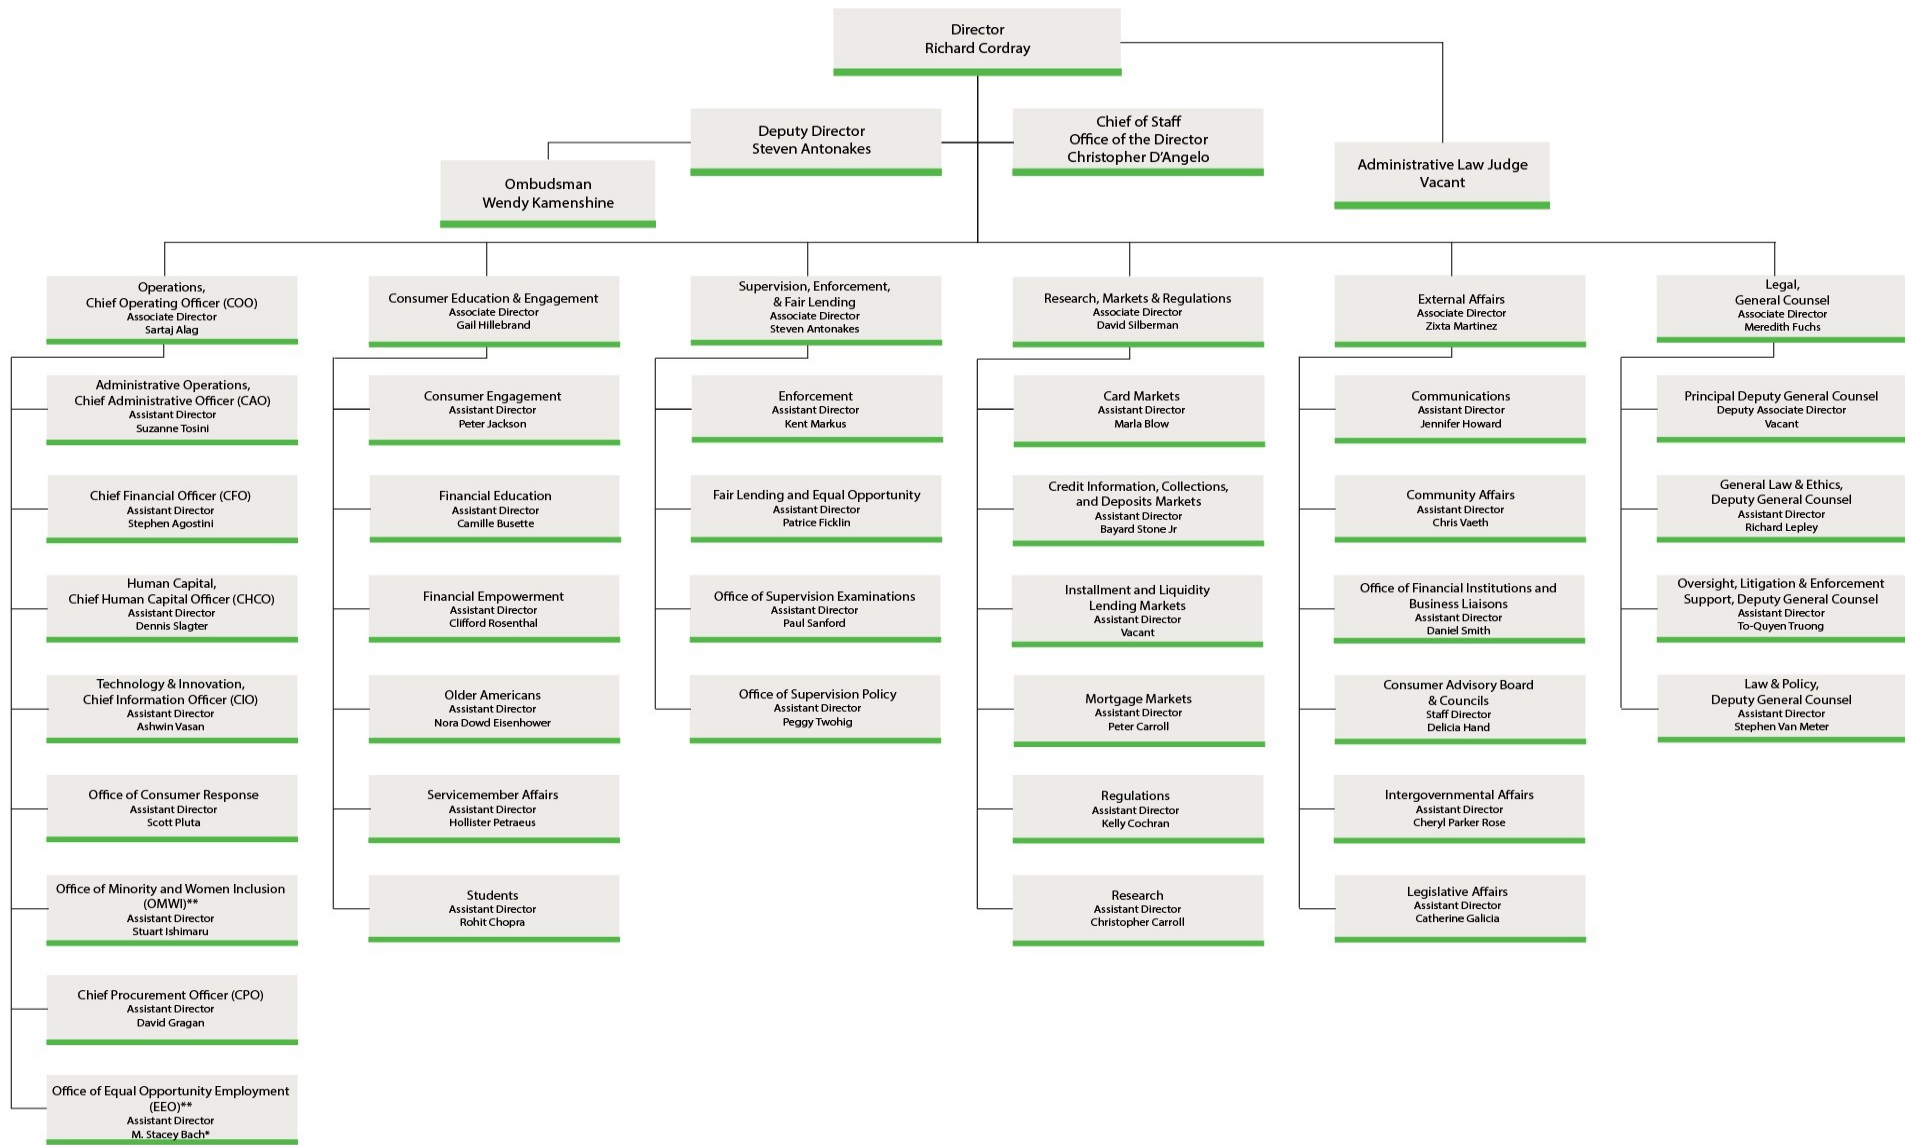 Director
Richard Cordray
Deputy Director
Steven Antonakes
Chief of Staff
Office of the Director
Christopher D'Angelo
Ombudsman
Wendy Kamenshine
Administrative Law Judge
Vacant
Operations,
Chief Operating Officer (COO)
Associate Director
Sartaj Alag
Administrative Operations,
Chief Administrative Officer (CAO)
Assistant Director
Suzanne Tosini
Chief Financial Officer (CFO)
Assistant Director
Stephen Agostini
Human Capital,
Chief Human Capital Officer (CHCO)
Assistant Director
Dennis Slagter
Technology & Innovation,
Chief Information Officer (CIO)
Assistant Director
Ashwin Vasan
Office of Consumer Response
Assistant Director
Scott Pluta
Office of Minority and Women Inclusion
(OMWI)**
Assistant Director
Stuart Ishimaru
Chief Procurement Officer (CPO)
Assistant Director
David Gragan
Office of Equal Opportunity Employment
(EEO)**
Assistant Director
M. Stacey Bach*
Consumer Education & Engagement
Associate Director
Gail Hillebrand
Consumer Engagement
Assistant Director
Peter Jackson
Financial Education
Assistant Director
Camille Busette
Financial Empowerment
Assistant Director
Clifford Rosenthal
Older Americans
Assistant Director
Nora Dowd Eisenhower
Servicemember Affairs
Assistant Director
Hollister Petraeus
Students
Assistant Director
Rohit Chopra
Supervision, Enforcement,
& Fair Lending
Associate Director
Steven Antonakes
Enforcement
Assistant Director
Kent Markus
Fair Lending and Equal Opportunity
Assistant Director
Patrice Ficklin
Office of Supervision Examinations
Assistant Director
Paul Sanford
Office of Supervision Policy
Assistant Director
Peggy Twohig
Research, Markets & Regulations
Associate Director
David Silberman
Card Markets
Assistant Director
Marla Blow
Credit Information, Collections,
and Deposits Markets
Assistant Director
Bayard Stone Jr
Installment and Liquidity
Lending Markets
Assistant Director
Vacant
Mortgage Markets
Assistant Director
Peter Carroll
Regulations
Assistant Director
Kelly Cochran
Research
Assistant Director
Christopher Carroll
External Affairs
Associate Director
Zixta Martinez
Communications
Assistant Director
Jennifer Howard
Community Affairs
Assistant Director
Chris Vaeth
Office of Financial Institutions and
Business Liaisons
Assistant Director
Daniel Smith
Consumer Advisory Board
& Councils
Staff Director
Delicia Hand
Intergovernmental Affairs
Assistant Director
Cheryl Parker Rose
Legislative Affairs
Assistant Director
Catherine Galicia
Legal,
General Counsel
Associate Director
Meredith Fuchs
Principal Deputy General Counsel
Deputy Associate Director
Vacant
General Law & Ethics,
Deputy General Counsel
Assistant Director
Richard Lepley
Oversight, Litigation & Enforcement
Support, Deputy General Counsel
Assistant Director
To-Quyen Truong
Law & Policy,
Deputy General Counsel
Assistant Director
Stephen Van Meter